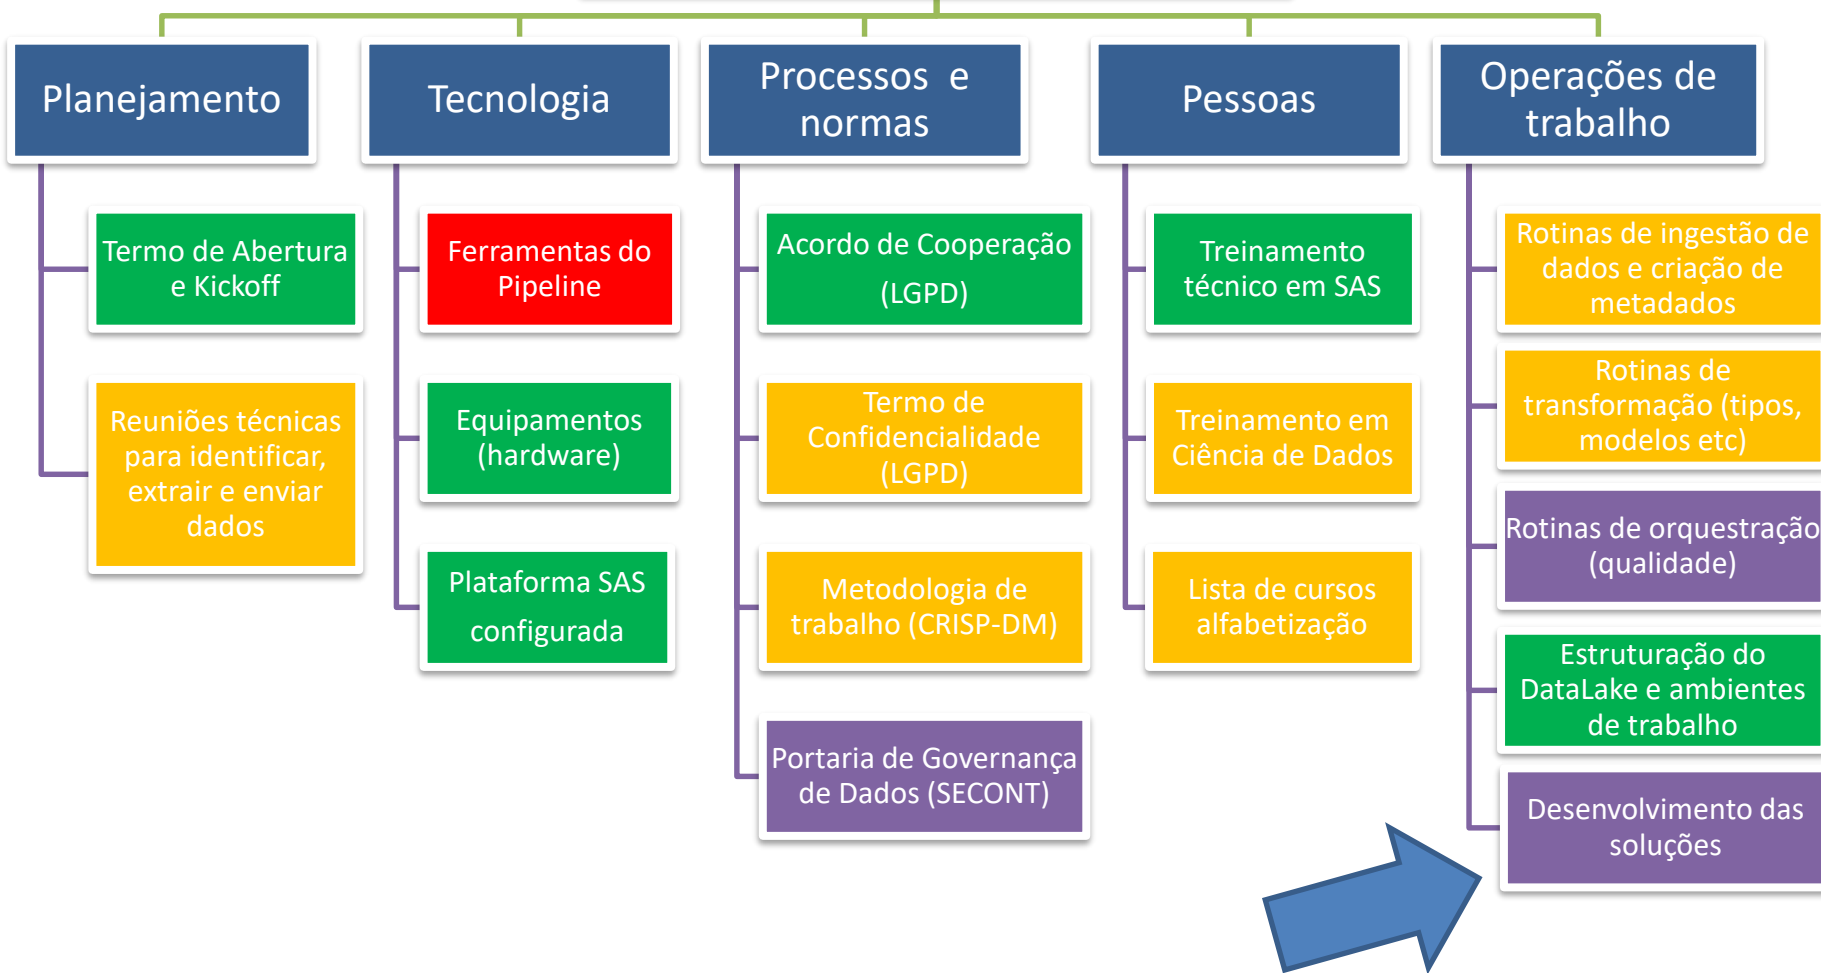 Planejamento
Termo de Abertura
e Kickoff
Reuniões técnicas
para identificar,
extrair e enviar
dados
Tecnologia
Ferramentas do
Pipeline
Equipamentos
(hardware)
Plataforma SAS
configurada
Processos e
normas
Acordo de Cooperação
(LGPD)
Termo de
Confidencialidade
(LGPD)
Metodologia de
trabalho (CRISP-DM)
Portaria de Governança
de Dados (SECONT)
Pessoas
Treinamento
técnico em SAS
Treinamento em
Ciência de Dados
Lista de cursos
alfabetização
Operações de
trabalho
Rotinas de ingestão de
dados e criação de
metadados
Rotinas de
transformação (tipos,
modelos etc)
Rotinas de orquestração
(qualidade)
Estruturação do
DataLake e ambientes
de trabalho
Desenvolvimento das
soluções